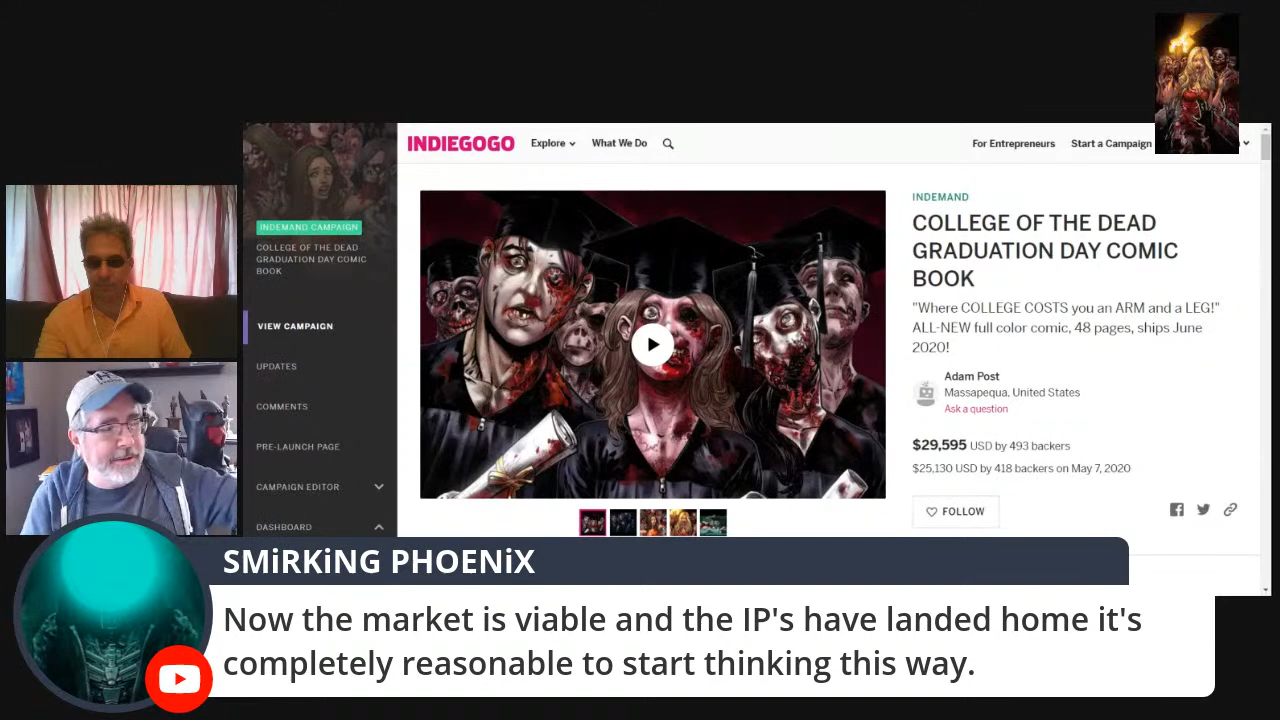 INDIEGOGO
Explore
What We Do
For Entrepreneurs
Start a Campaign
INDEMAND CAMPAIGN
COLLEGE OF THE DEAD
GRADUATION DAY COMIC
BOOK
VIEW CAMPAIGN
UPDATES
COMMENTS
PRE-LAUNCH PAGE
CAMPAIGN EDITOR
DASHBOARD
INDEMAND
COLLEGE OF THE DEAD
GRADUATION DAY COMIC
BOOK
"Where COLLEGE COSTS you an ARM and a LEG!"
ALL-NEW full color comic, 48 pages, ships June
2020!
Adam Post
Massapequa, United States
Ask a question
$29,595 USD by 493 backers
$25,130 USD by 418 backers on May 7, 2020
FOLLOW
SMiRKiNG PHOENiX
Now the market is viable and the IP's have landed home it's
completely reasonable to start thinking this way.